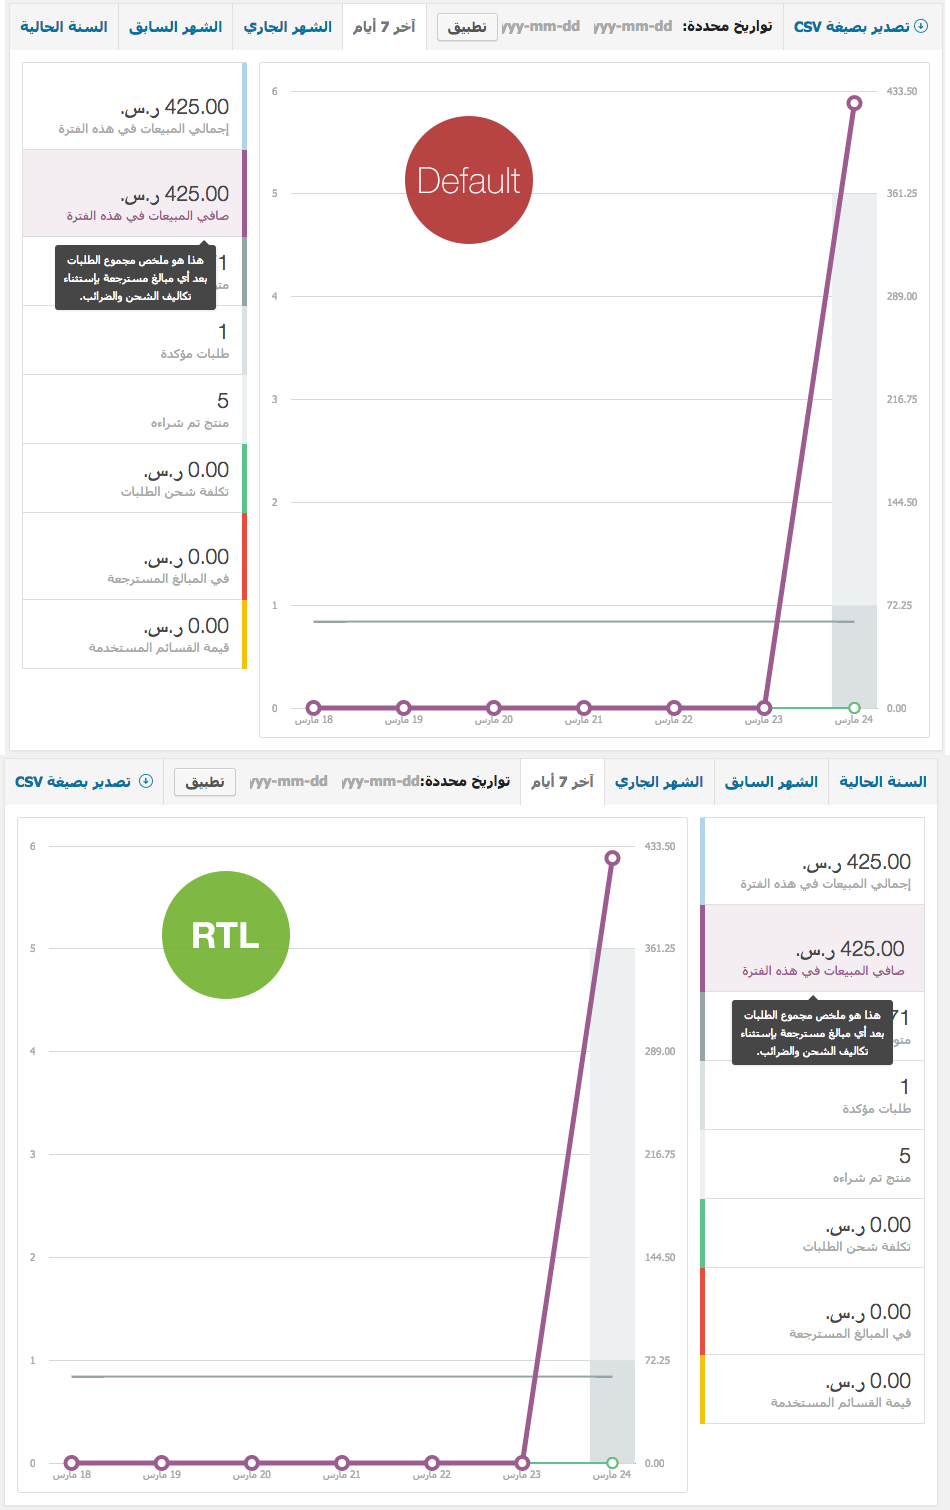 السنة الحالية
الشهر السابق
الشهر الجاري
آخر 7 أيام
تواريخ محددة:
yyy-mm-dd
yyy-mm-dd
تطبيق
تصدير بصيغة CSV
425.00 ر.س.
إجمالي المبيعات في هذه الفترة
425.00 ر.س.
صافي المبيعات في هذه الفترة
هذا هو ملخص مجموع الطلبات
بعد أي مبالغ مسترجعة بإستثناء
تكاليف الشحن والضرائب.
1
طلبات مؤكدة
5
منتج تم شراءه
0.00 ر.س.
تكلفة شحن الطلبات
0.00 ر.س.
في المبالغ المسترجعة
0.00 ر.س.
قيمة القسائم المستخدمة
Default
6
5
4
3
2
1
0
433.50
361.25
289.00
216.75
144.50
72.25
0.00
18 مارس
19 مارس
20 مارس
21 مارس
22 مارس
23 مارس
24 مارس
السنة الحالية
الشهر السابق
الشهر الجاري
آخر 7 أيام
تواريخ محددة:
yyy-mm-dd
yyy-mm-dd
تطبيق
تصدير بصيغة CSV
425.00 ر.س.
إجمالي المبيعات في هذه الفترة
425.00 ر.س.
صافي المبيعات في هذه الفترة
هذا هو ملخص مجموع الطلبات
بعد أي مبالغ مسترجعة بإستثناء
تكاليف الشحن والضرائب.
1
طلبات مؤكدة
5
منتج تم شراءه
0.00 ر.س.
تكلفة شحن الطلبات
0.00 ر.س.
في المبالغ المسترجعة
0.00 ر.س.
قيمة القسائم المستخدمة
RTL
6
5
4
3
2
1
0
433.50
361.25
289.00
216.75
144.50
72.25
0.00
18 مارس
19 مارس
20 مارس
21 مارس
22 مارس
23 مارس
24 مارس